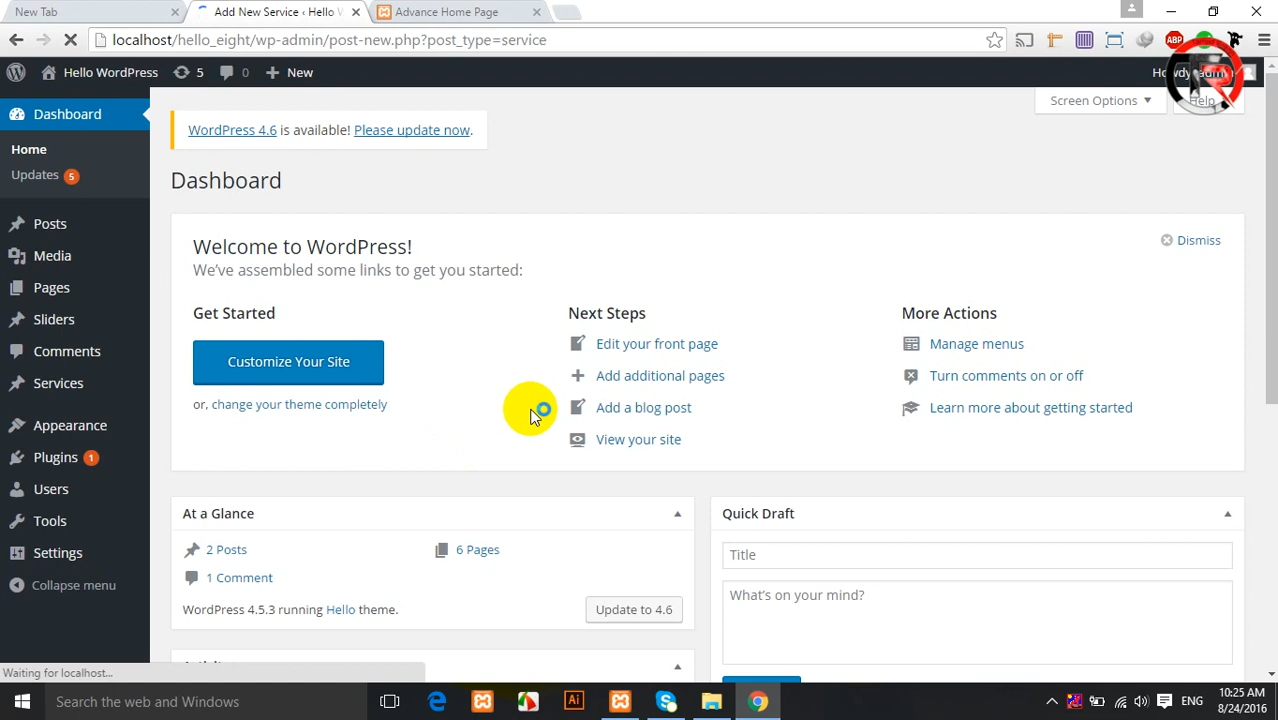 New Tab
Add New Service ‹ Hello W
Advance Home Page
localhost/hello_eight/wp-admin/post-new.php?post_type=service
ABP
Hello WordPress
5
0
New
Howdy, admin
Dashboard
Screen Options
Help
WordPress 4.6 is available! Please update now.
Home
Updates 5
Dashboard
Posts
Media
Pages
Sliders
Comments
Services
Appearance
Plugins 1
Users
Tools
Settings
Collapse menu
Welcome to WordPress!
Dismiss
We've assembled some links to get you started:
Get Started
Customize Your Site
or, change your theme completely
Next Steps
Edit your front page
Add additional pages
Add a blog post
View your site
More Actions
Manage menus
Turn comments on or off
Learn more about getting started
At a Glance
2 Posts
6 Pages
1 Comment
WordPress 4.5.3 running Hello theme.
Update to 4.6
Quick Draft
Title
What's on your mind?
Waiting for localhost...
Search the web and Windows
Ai
ENG
10:25 AM
8/24/2016